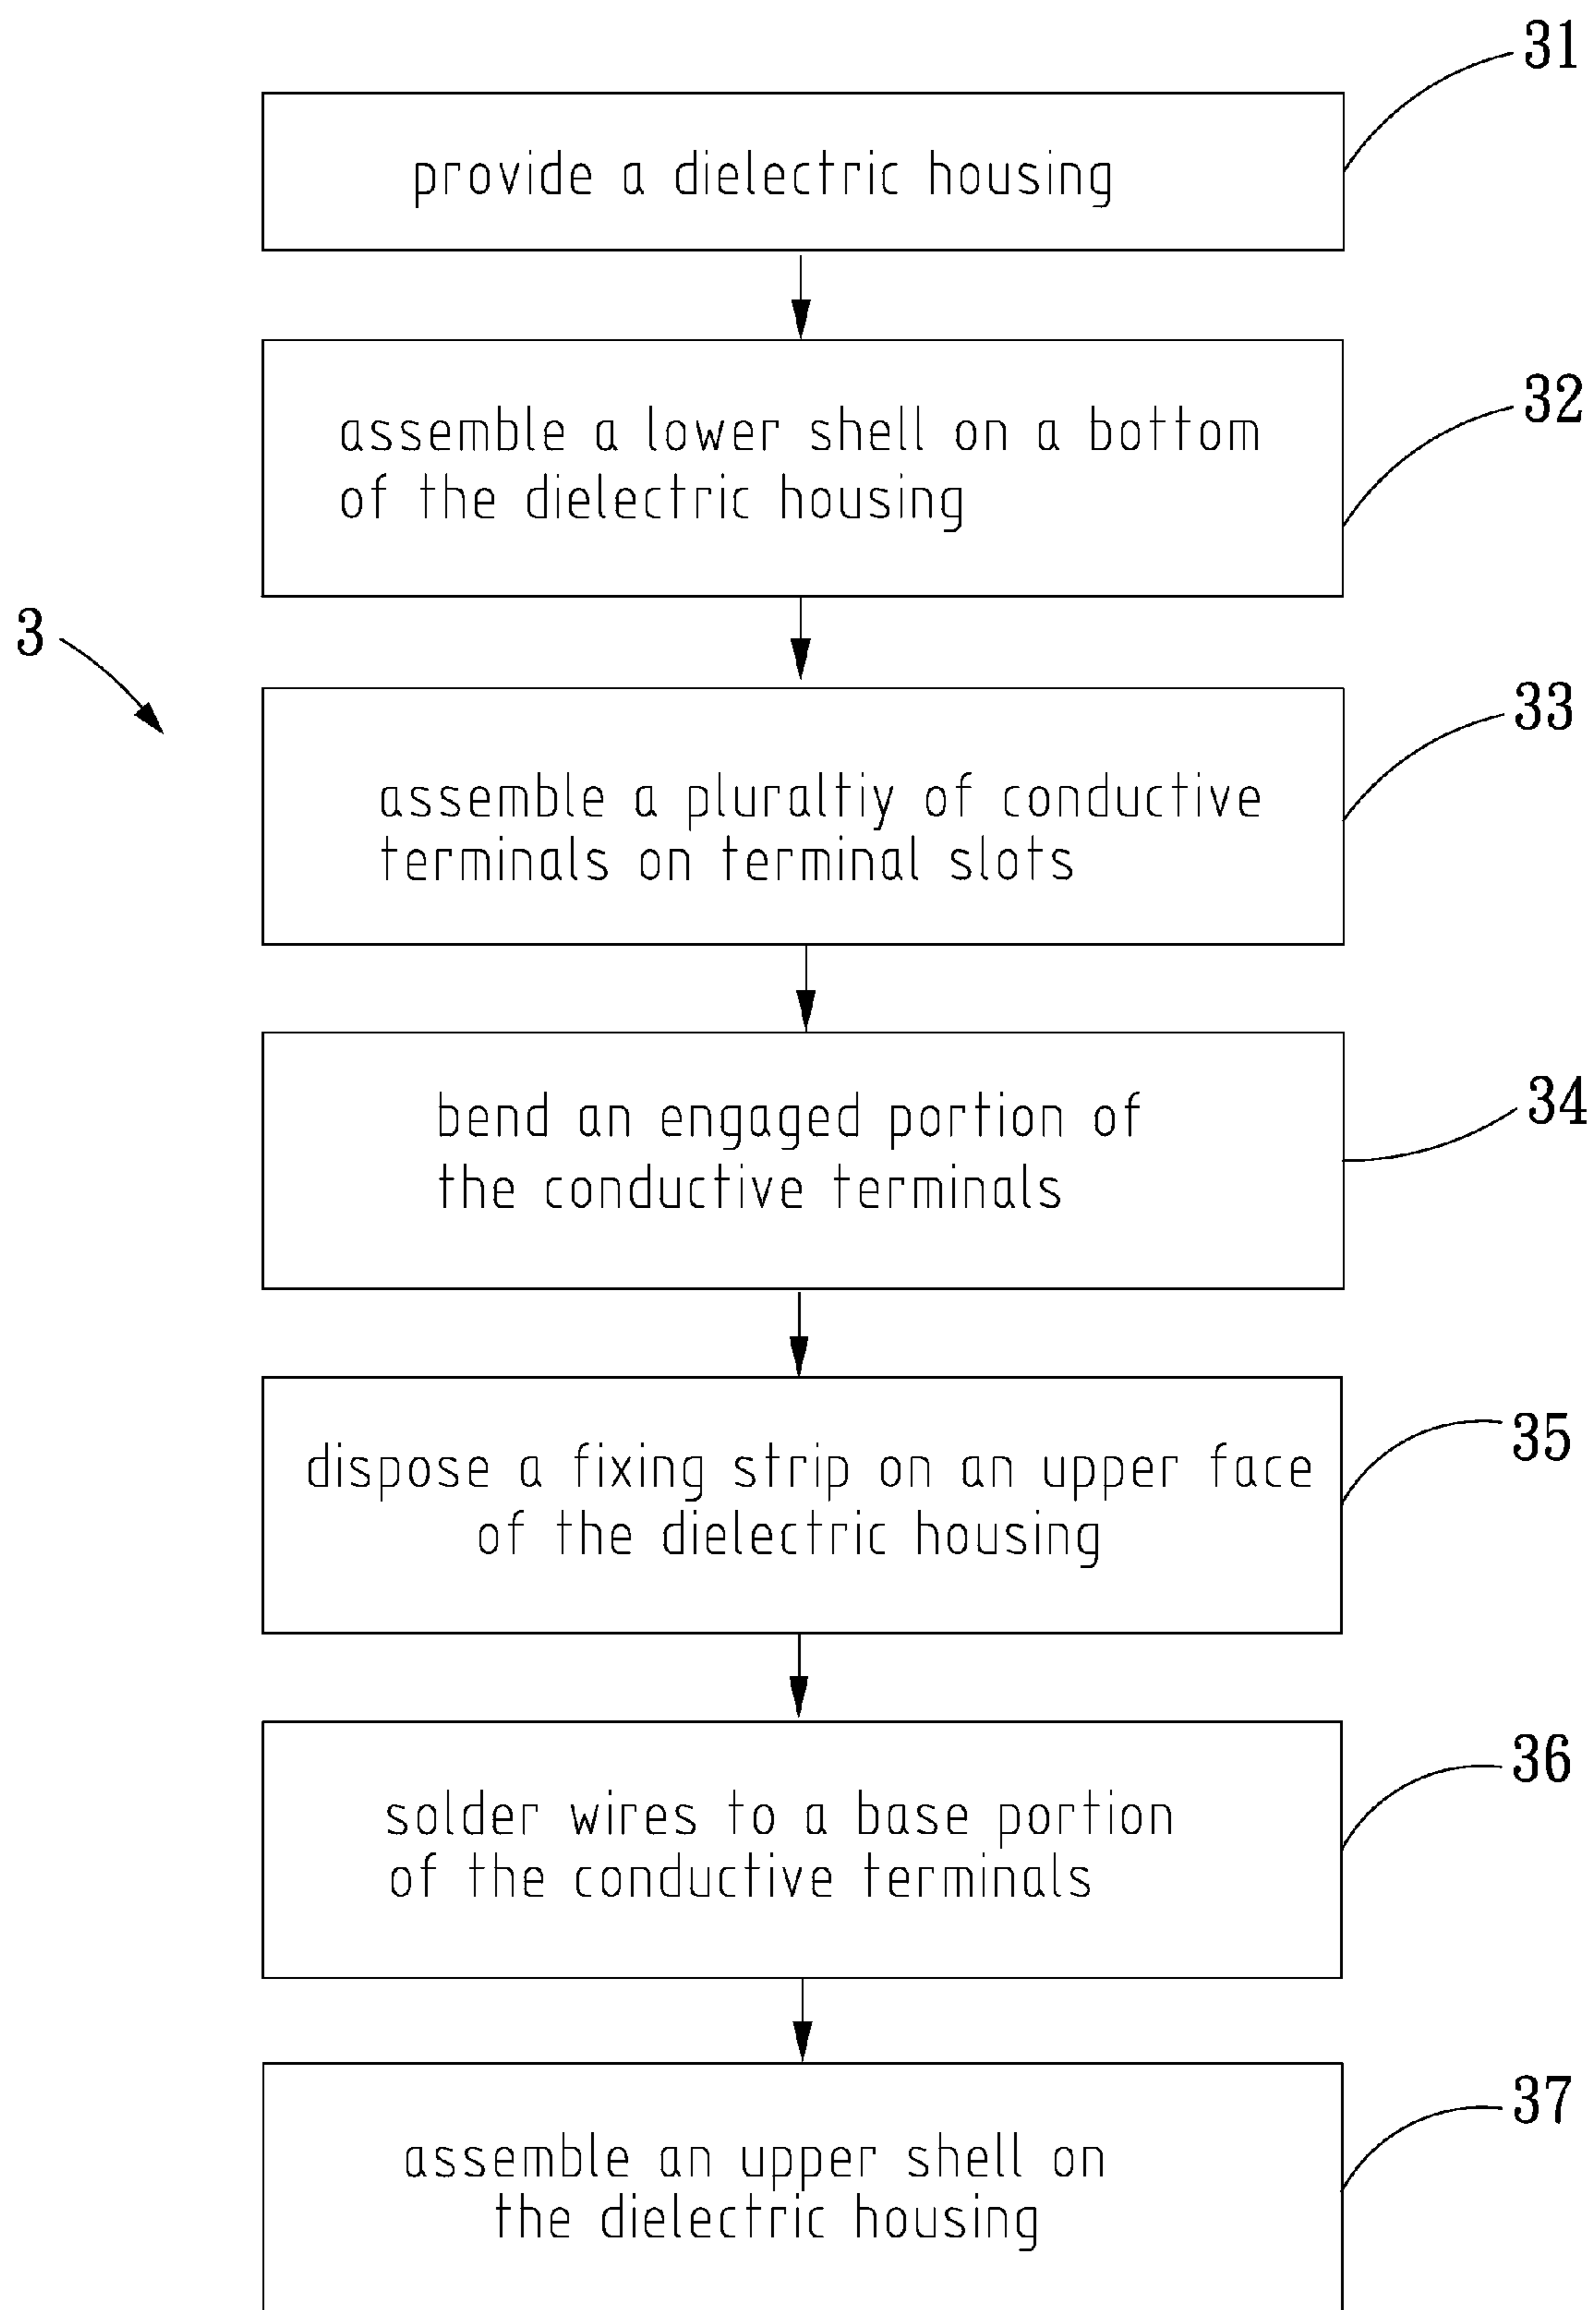 31
provide a dielectric housing
32
assemble a lower shell on a bottom
of the dielectric housing
3
33
assemble a pluraltiy of conductive
terminals on terminal slots
34
bend an engaged portion of
the conductive terminals
35
dispose a fixing strip on an upper face
of the dielectric housing
36
solder wires to a base portion
of the conductive terminals
37
assemble an upper shell on
the dielectric housing